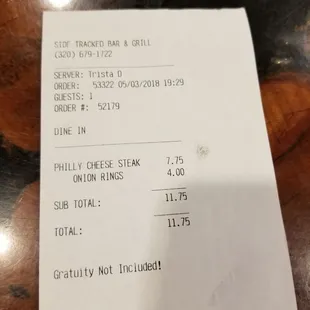 SIDE TRACKED BAR & GRILL
(320) 679-1722
SERVER: Trista D
ORDER: 53322 05/03/2018 19:29
GUESTS: 1
ORDER #: 52179
DINE IN
PHILLY CHEESE STEAK 7.75
ONION RINGS 4.00
SUB TOTAL: 11.75
TOTAL: 11.75
Gratuity Not Included!